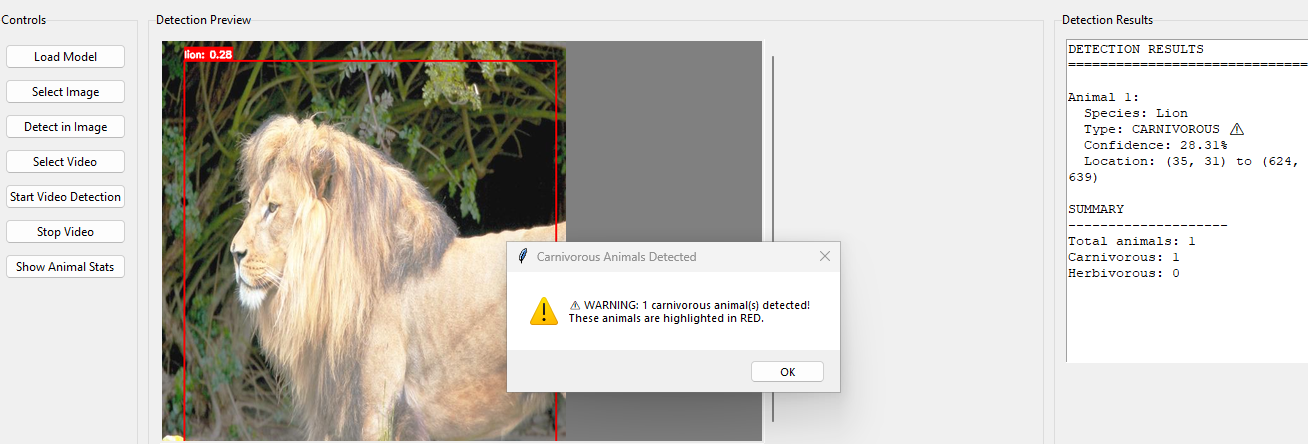 Controls
Load Model
Select Image
Detect in Image
Select Video
Start Video Detection
Stop Video
Show Animal Stats
Detection Preview
lion: 0.28
Carnivorous Animals Detected
⚠ WARNING: 1 carnivorous animal(s) detected!
These animals are highlighted in RED.
OK
Detection Results
DETECTION RESULTS
==============================
Animal 1:
Species: Lion
Type: CARNIVOROUS ⚠
Confidence: 28.31%
Location: (35, 31) to (624,
639)
SUMMARY
--------------------
Total animals: 1
Carnivorous: 1
Herbivorous: 0